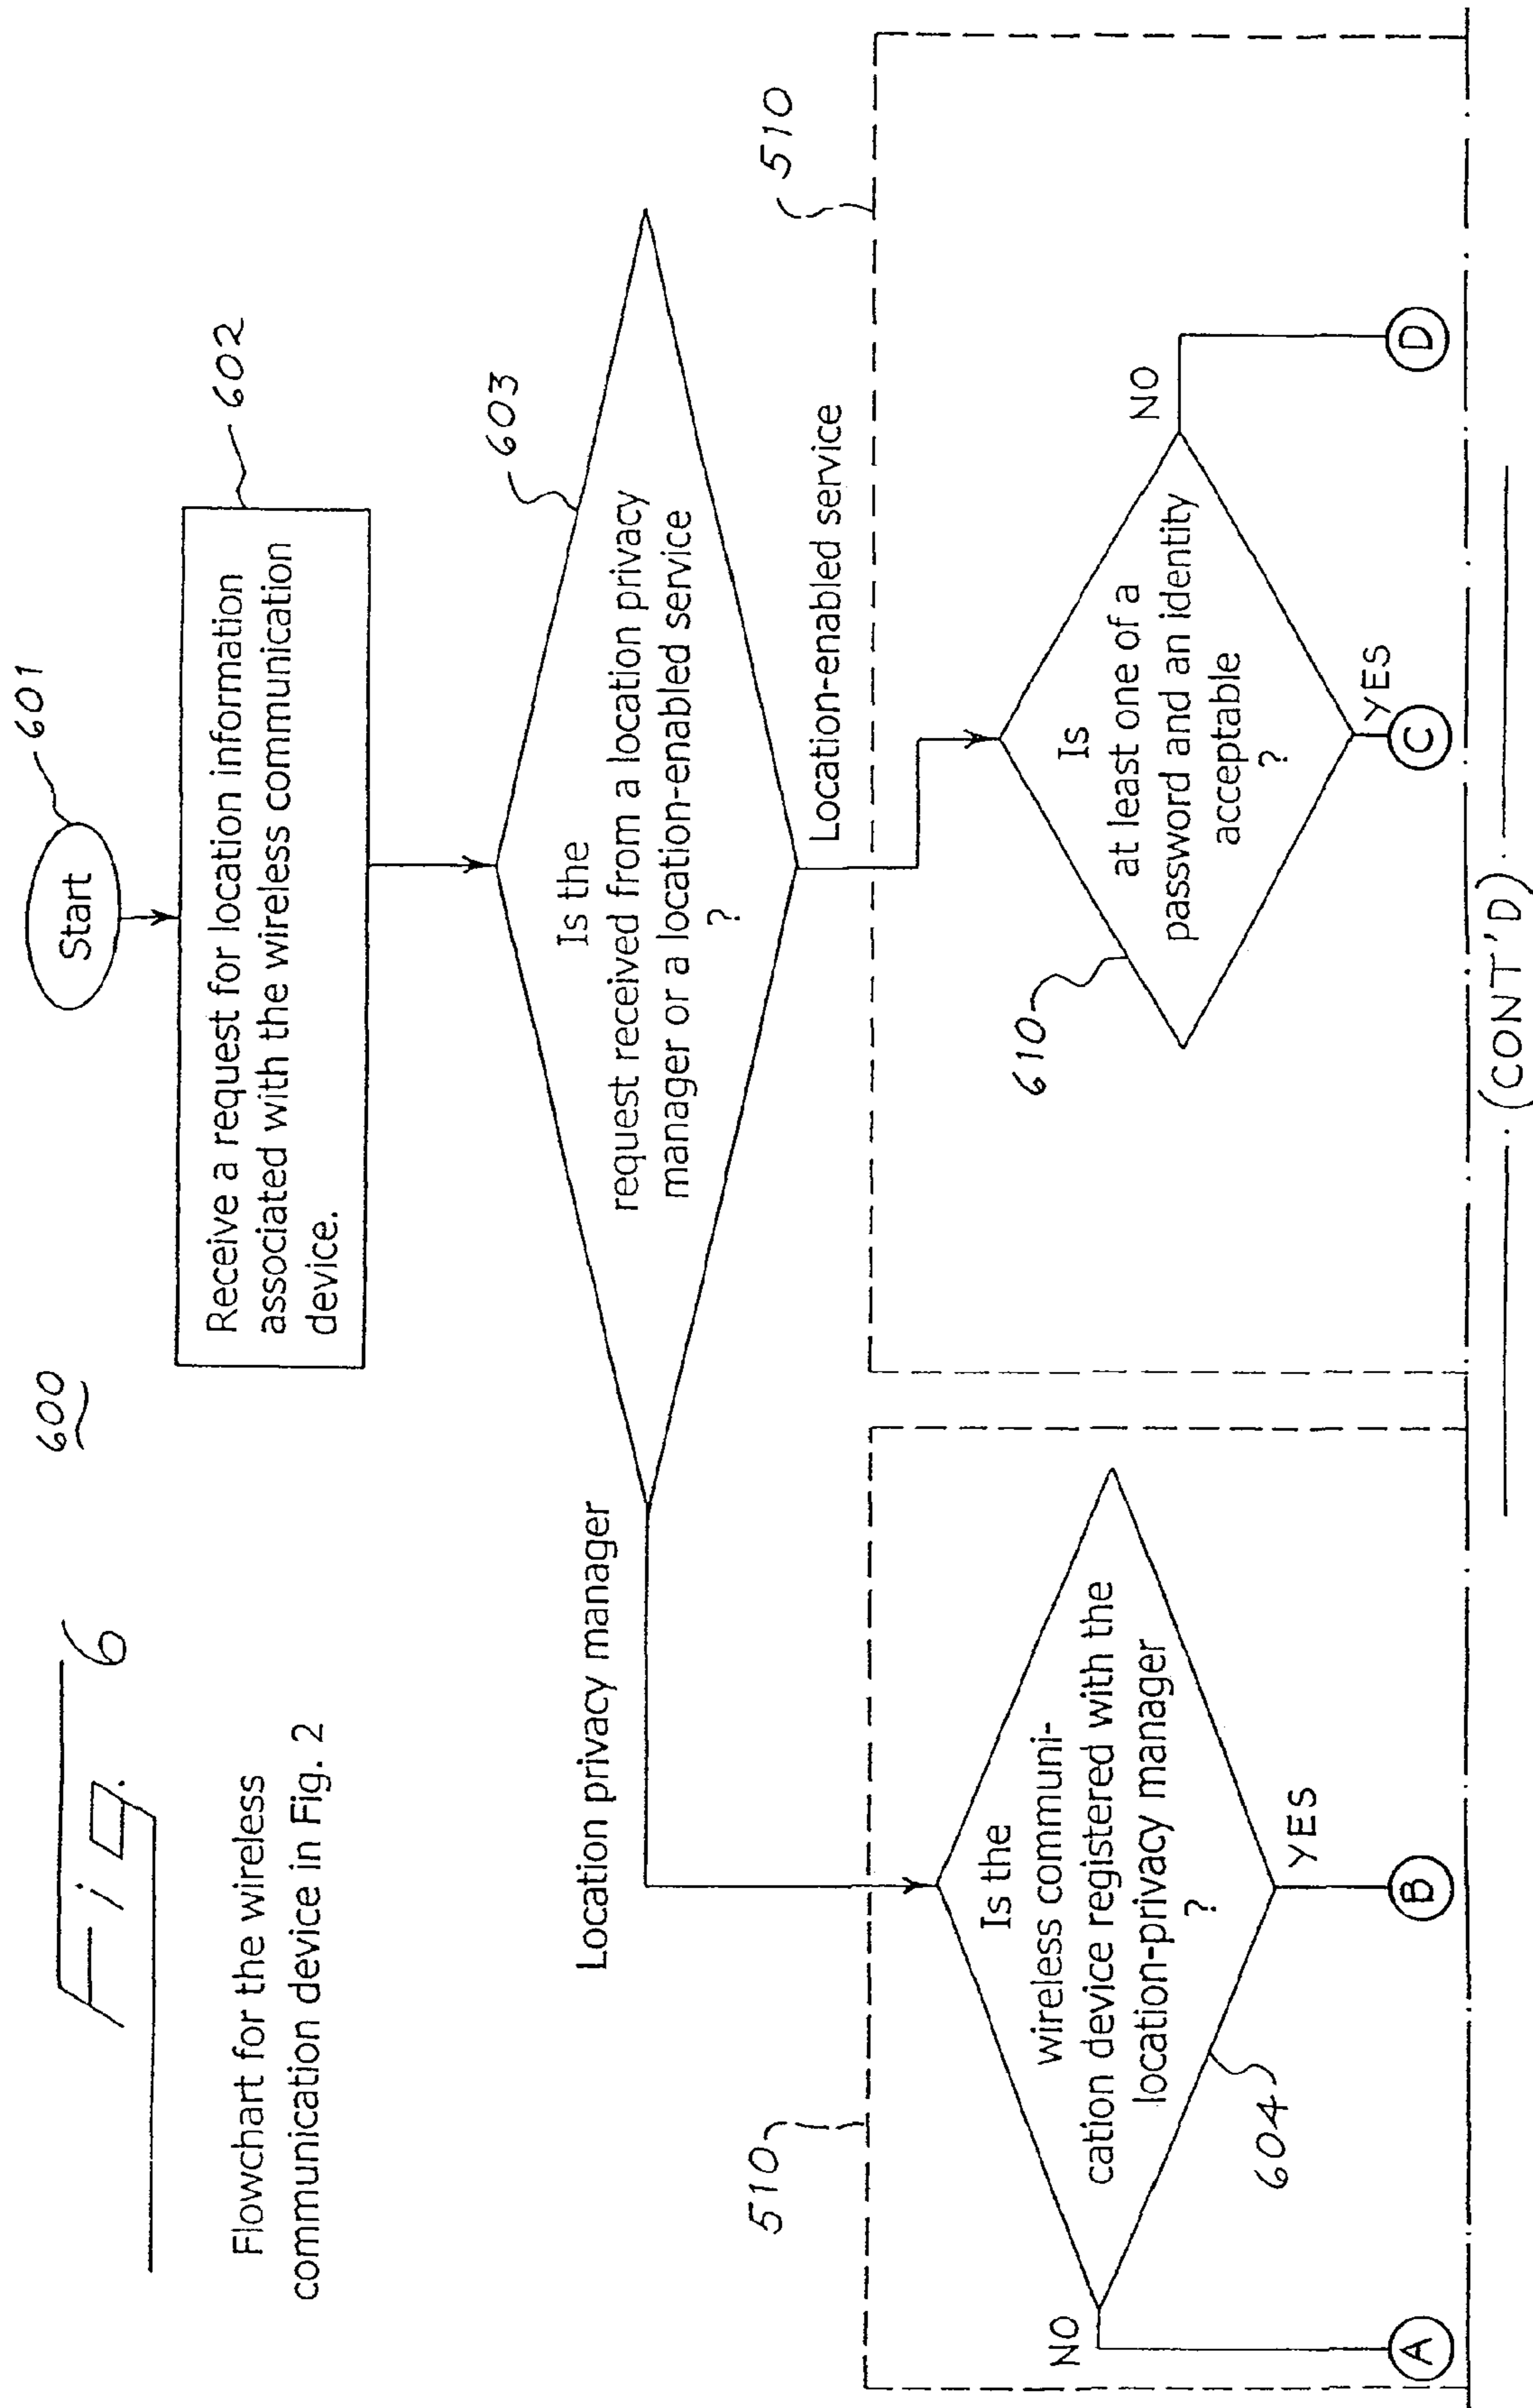 Fig. 6
600
Flowchart for the wireless
communication device in Fig. 2
Start
601
Receive a request for location information
associated with the wireless communication
device.
602
Is the
request received from a location privacy
manager or a location-enabled service
?
603
Location privacy manager
Location-enabled service
510
510
Is the
wireless communi-
cation device registered with the
location-privacy manager
?
604
NO
YES
A
B
Is
at least one of a
password and an identity
acceptable
?
610
NO
YES
C
D
(CONT'D)